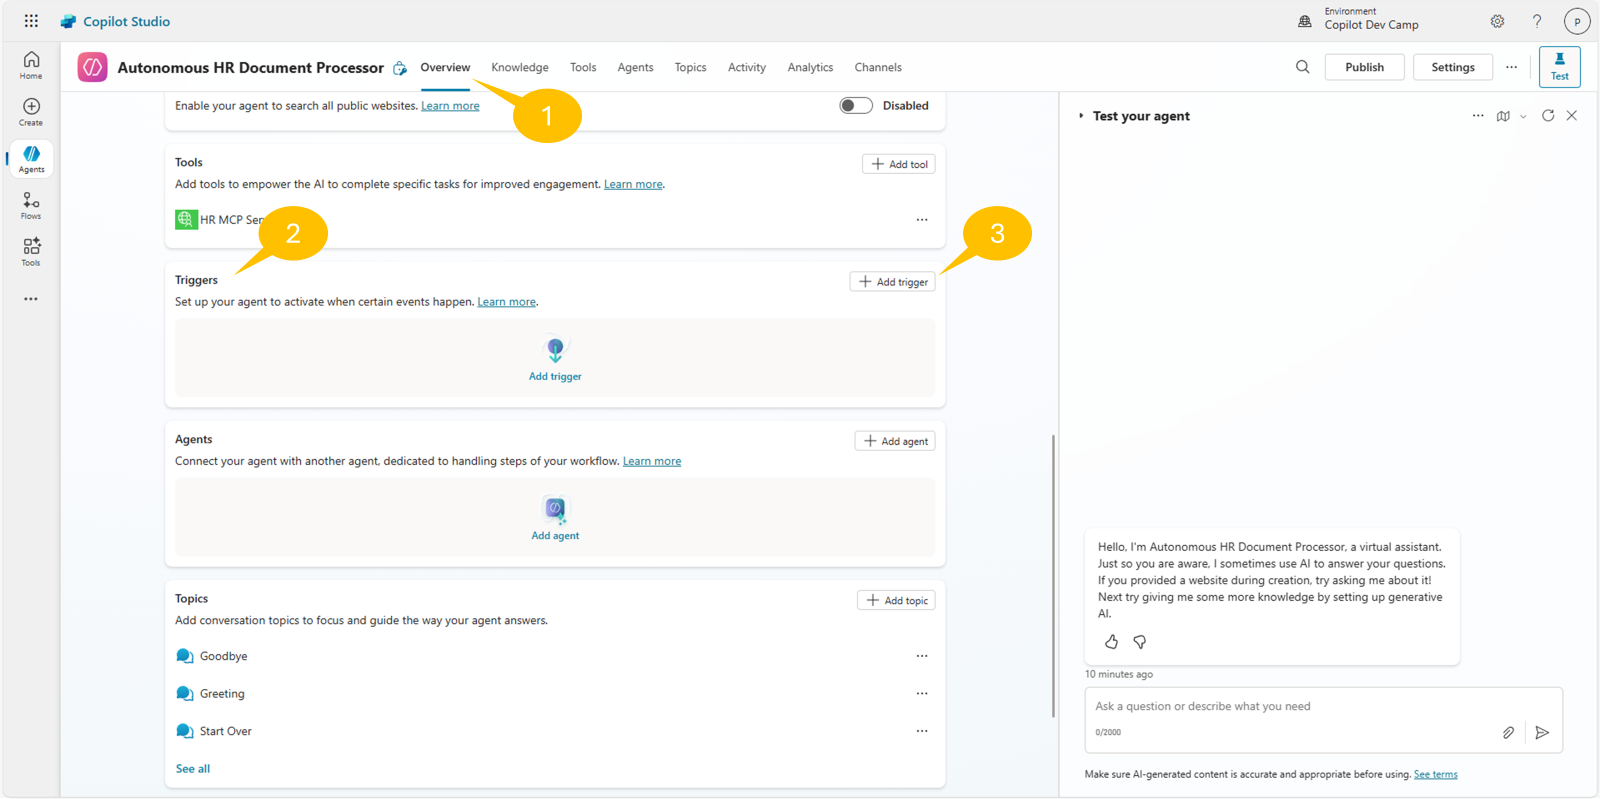 Copilot Studio
Environment
Copilot Dev Camp
P
Home
Create
Agents
Flows
Tools
Autonomous HR Document Processor
Overview
Knowledge
Tools
Agents
Topics
Activity
Analytics
Channels
Publish
Settings
Test
Enable your agent to search all public websites. Learn more
Disabled
1
Tools
Add tool
Add tools to empower the AI to complete specific tasks for improved engagement. Learn more.
HR MCP Ser
2
3
Triggers
Add trigger
Set up your agent to activate when certain events happen. Learn more.
Add trigger
Agents
Add agent
Connect your agent with another agent, dedicated to handling steps of your workflow. Learn more
Add agent
Topics
Add topic
Add conversation topics to focus and guide the way your agent answers.
Goodbye
Greeting
Start Over
See all
Test your agent
Hello, I'm Autonomous HR Document Processor, a virtual assistant.
Just so you are aware, I sometimes use AI to answer your questions.
If you provided a website during creation, try asking me about it!
Next try giving me some more knowledge by setting up generative
AI.
10 minutes ago
Ask a question or describe what you need
0/2000
Make sure AI-generated content is accurate and appropriate before using. See terms